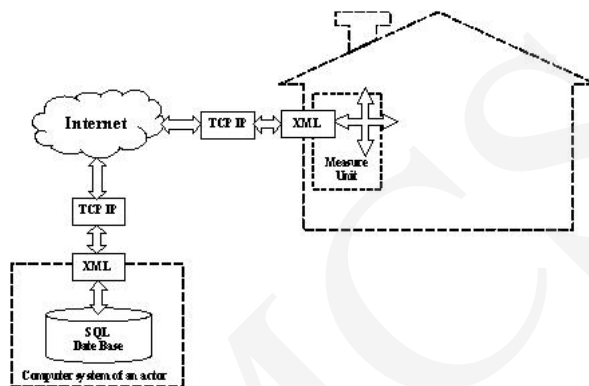 Internet
TCP IP
XML
Measure
Unit
TCP IP
XML
SQL
Date Base
Computer system of an actor